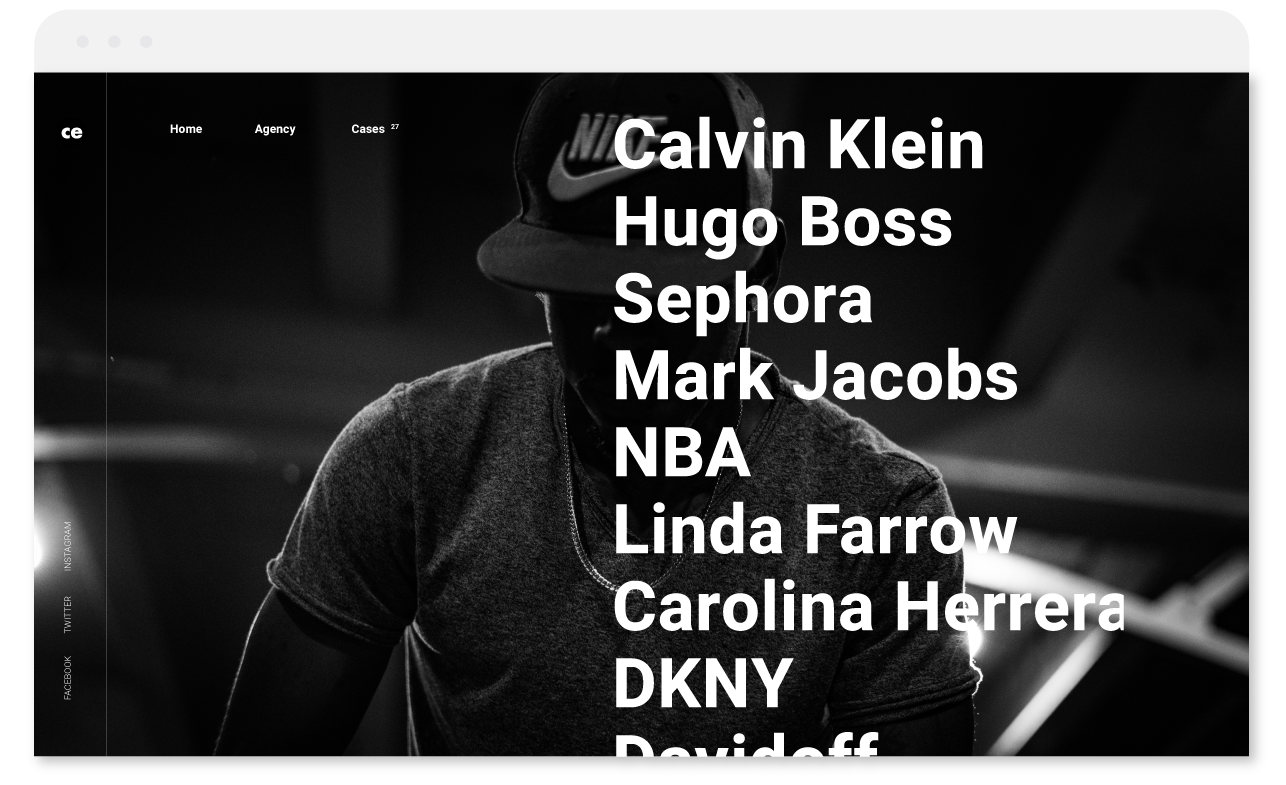 ce
Home Agency Cases 27
NIKE
Calvin Klein
Hugo Boss
Sephora
Mark Jacobs
NBA
Linda Farrow
Carolina Herrera
DKNY
Davidoff
INSTAGRAM
TWITTER
FACEBOOK